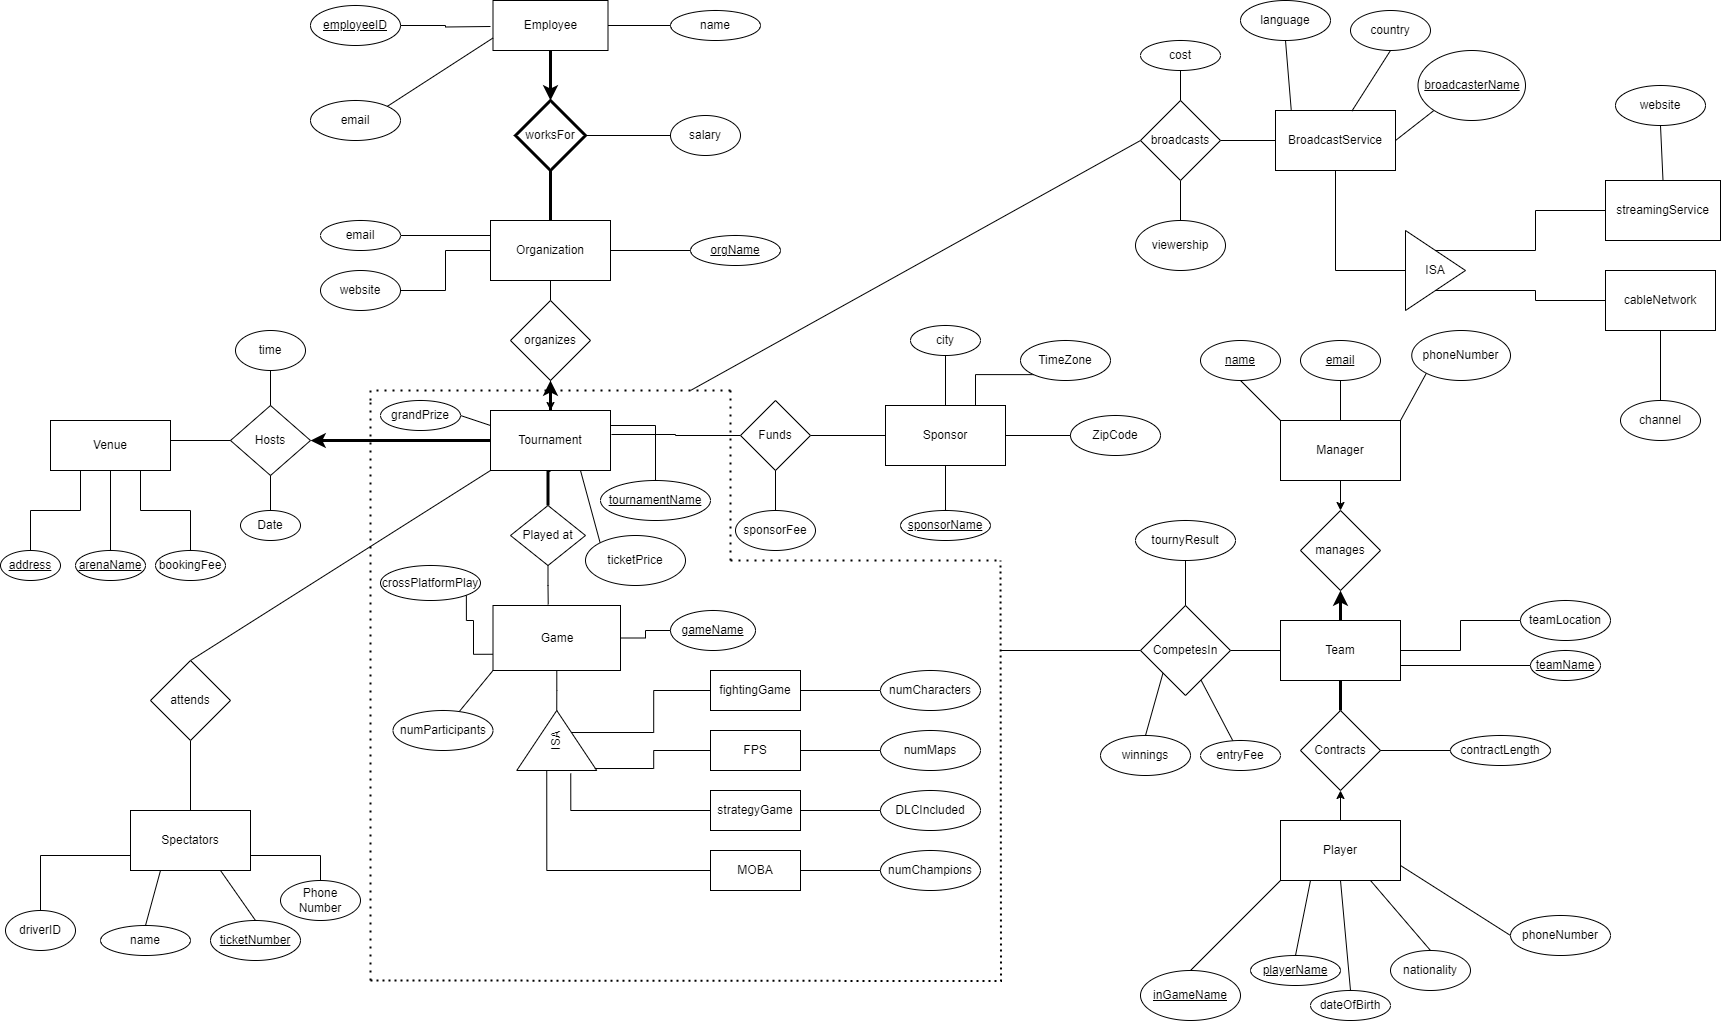 employeeID
Employee
name
language
country
cost
broadcasterName
email
worksFor
salary
broadcasts
BroadcastService
website
email
Organization
orgName
viewership
streamingService
website
ISA
cableNetwork
time
organizes
city
TimeZone
name
email
phoneNumber
grandPrize
Venue
Hosts
Tournament
Funds
Sponsor
ZipCode
channel
Manager
tournamentName
Date
sponsorFee
sponsorName
Played at
tournyResult
manages
address
arenaName
bookingFee
ticketPrice
crossPlatformPlay
Game
gameName
teamLocation
CompetesIn
Team
teamName
attends
fightingGame
numCharacters
numParticipants
ISA
FPS
numMaps
winnings
entryFee
Contracts
contractLength
strategyGame
DLCIncluded
Spectators
Player
MOBA
numChampions
Phone
Number
driverID
name
ticketNumber
phoneNumber
playerName
nationality
inGameName
dateOfBirth